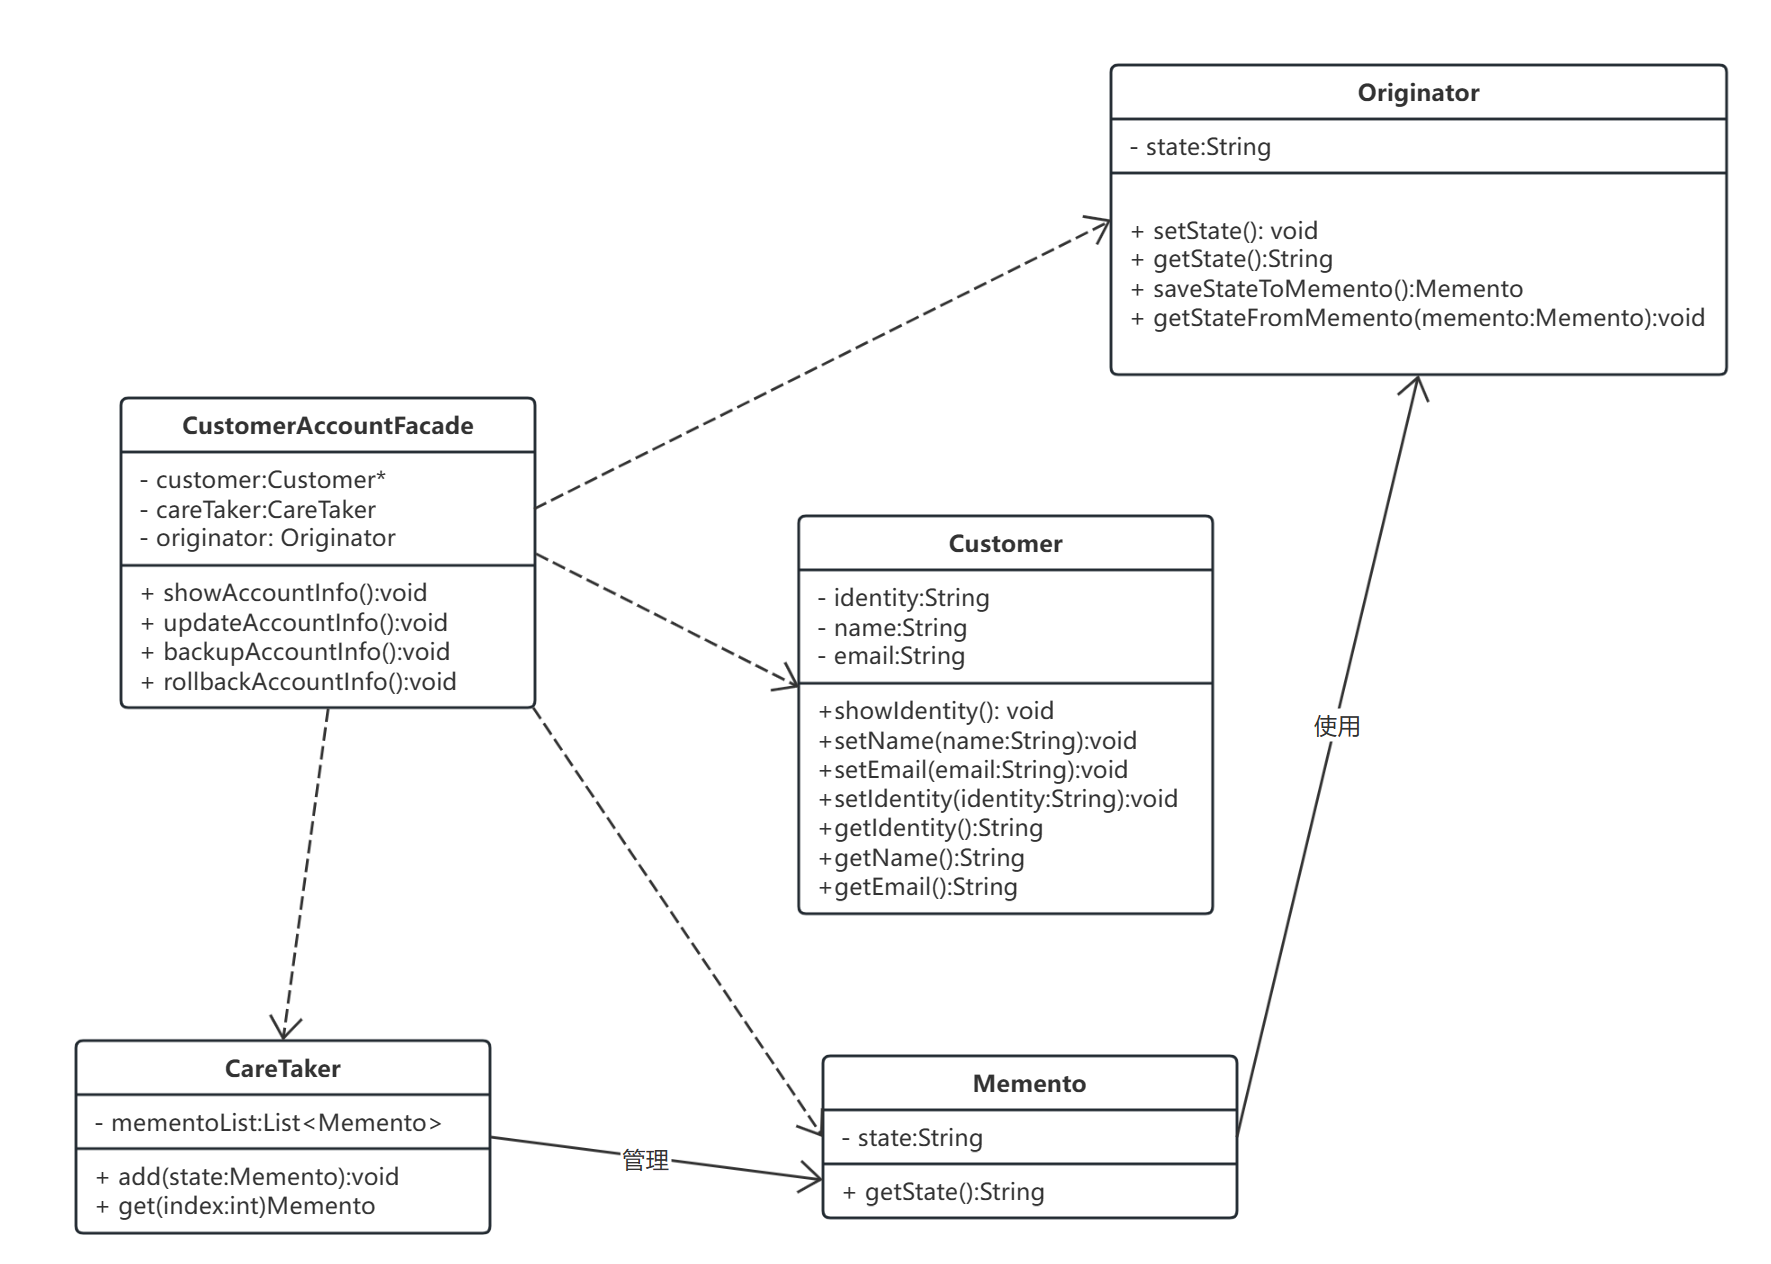 Originator
- state:String
+ setState(): void
+ getState():String
+ saveStateToMemento():Memento
+ getStateFromMemento(memento:Memento):void
CustomerAccountFacade
- customer:Customer*
- careTaker:CareTaker
- originator: Originator
+ showAccountInfo():void
+ updateAccountInfo():void
+ backupAccountInfo():void
+ rollbackAccountInfo():void
Customer
- identity:String
- name:String
- email:String
+showIdentity(): void
+setName(name:String):void
+setEmail(email:String):void
+setIdentity(identity:String):void
+getIdentity():String
+getName():String
+getEmail():String
使用
CareTaker
- mementoList:List<Memento>
+ add(state:Memento):void
+ get(index:int)Memento
管理
Memento
- state:String
+ getState():String